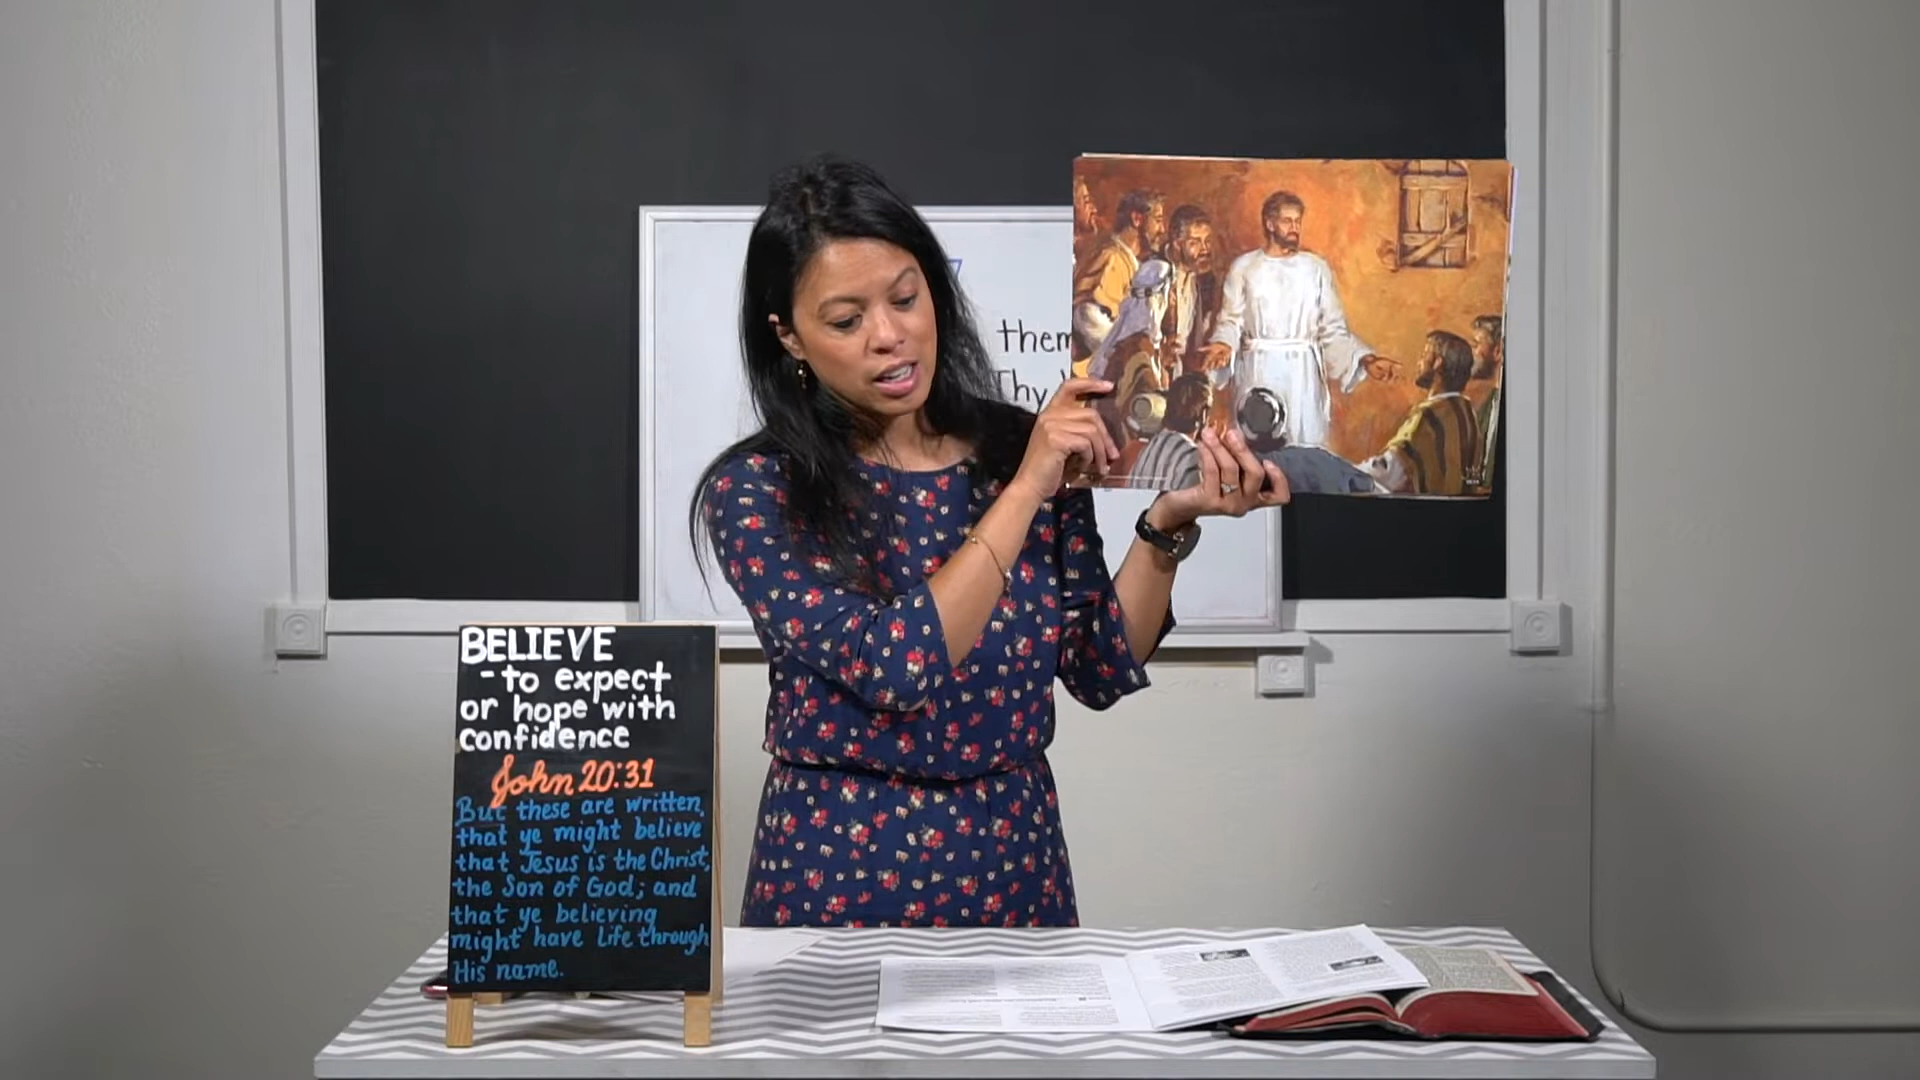 BELIEVE
-to expect
or hope with
confidence
John 20:31
But these are written,
that ye might believe
that Jesus is the Christ,
the Son of God; and
that ye believing
might have life through
His name.
them
Thy